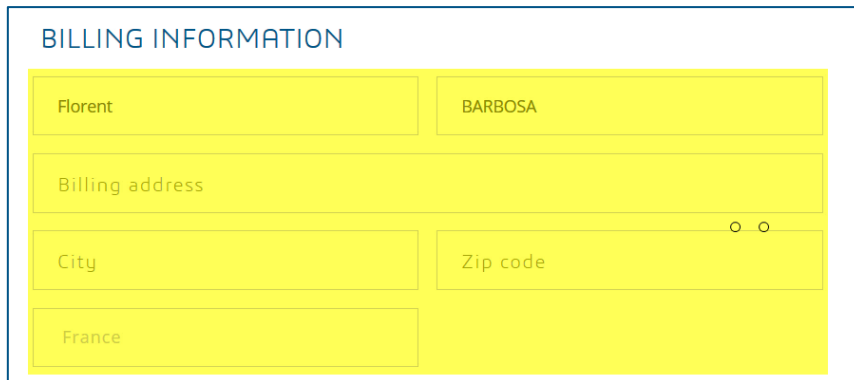 BILLING INFORMATION
Florent BARBOSA
Billing address
City Zip code
France